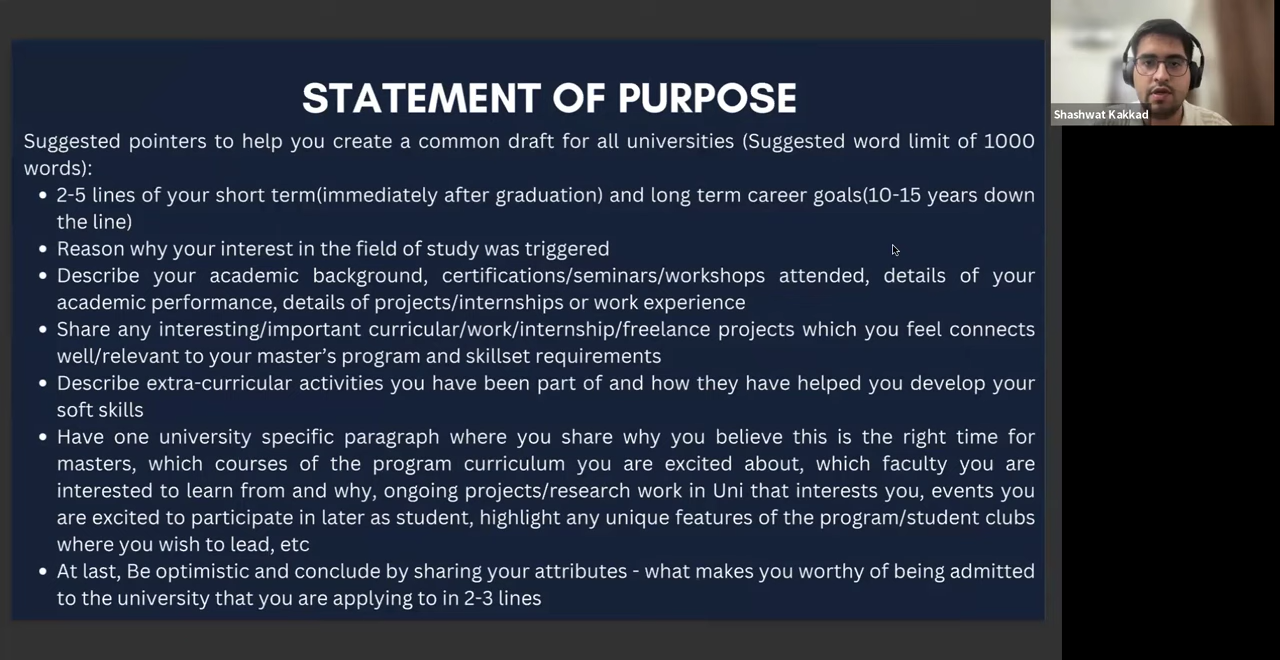 STATEMENT OF PURPOSE
Suggested pointers to help you create a common draft for all universities (Suggested word limit of 1000
words):
• 2-5 lines of your short term(immediately after graduation) and long term career goals(10-15 years down
the line)
• Reason why your interest in the field of study was triggered
• Describe your academic background, certifications/seminars/workshops attended, details of your
academic performance, details of projects/internships or work experience
• Share any interesting/important curricular/work/internship/freelance projects which you feel connects
well/relevant to your master's program and skillset requirements
• Describe extra-curricular activities you have been part of and how they have helped you develop your
soft skills
• Have one university specific paragraph where you share why you believe this is the right time for
masters, which courses of the program curriculum you are excited about, which faculty you are
interested to learn from and why, ongoing projects/research work in Uni that interests you, events you
are excited to participate in later as student, highlight any unique features of the program/student clubs
where you wish to lead, etc
• At last, Be optimistic and conclude by sharing your attributes - what makes you worthy of being admitted
to the university that you are applying to in 2-3 lines
Shashwat Kakkad